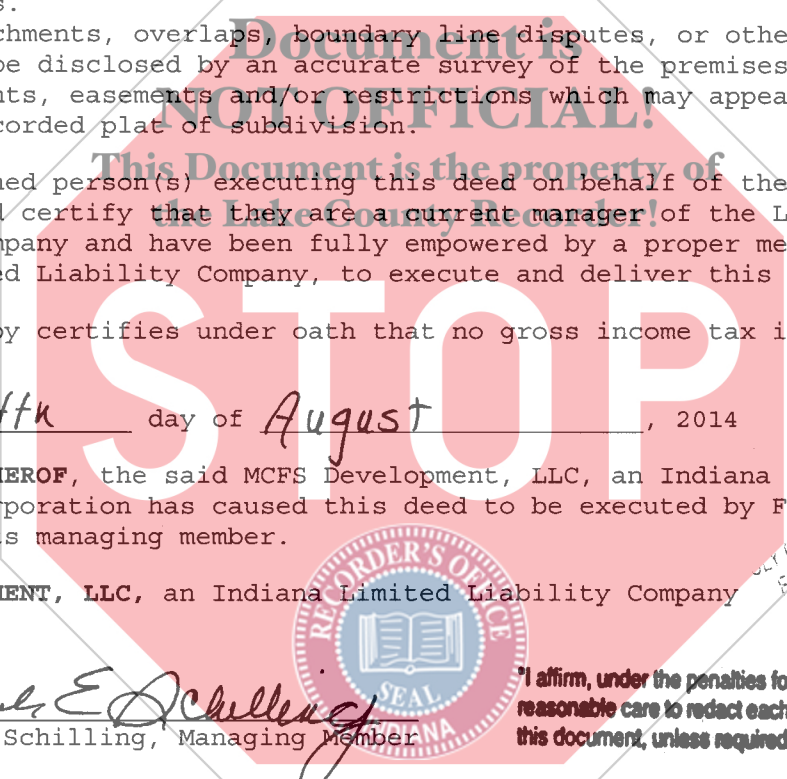 s.
chments, overlaps, boundary line disputes, or othe
be disclosed by an accurate survey of the premises
nts, easements and/or restrictions which may appea
corded plat of subdivision.
Document is
NOT OFFICIAL!
This Document is the property of
the Lake County Recorder!
ned person(s) executing this deed on behalf of the
d certify that they are a current manager of the L
mpany and have been fully empowered by a proper me
ed Liability Company, to execute and deliver this
STOP
by certifies under oath that no gross income tax i
day of August, 2014
HEROF, the said MCFS Development, LLC, an Indiana
rporation has caused this deed to be executed by F
s managing member.
MENT, LLC, an Indiana Limited Liability Company
RECORDER'S OFFICE
SEAL
INDIANA
E Schilling
Schilling, Managing Member
"I affirm, under the penalties fo
reasonable care to redact each
this document, unless required